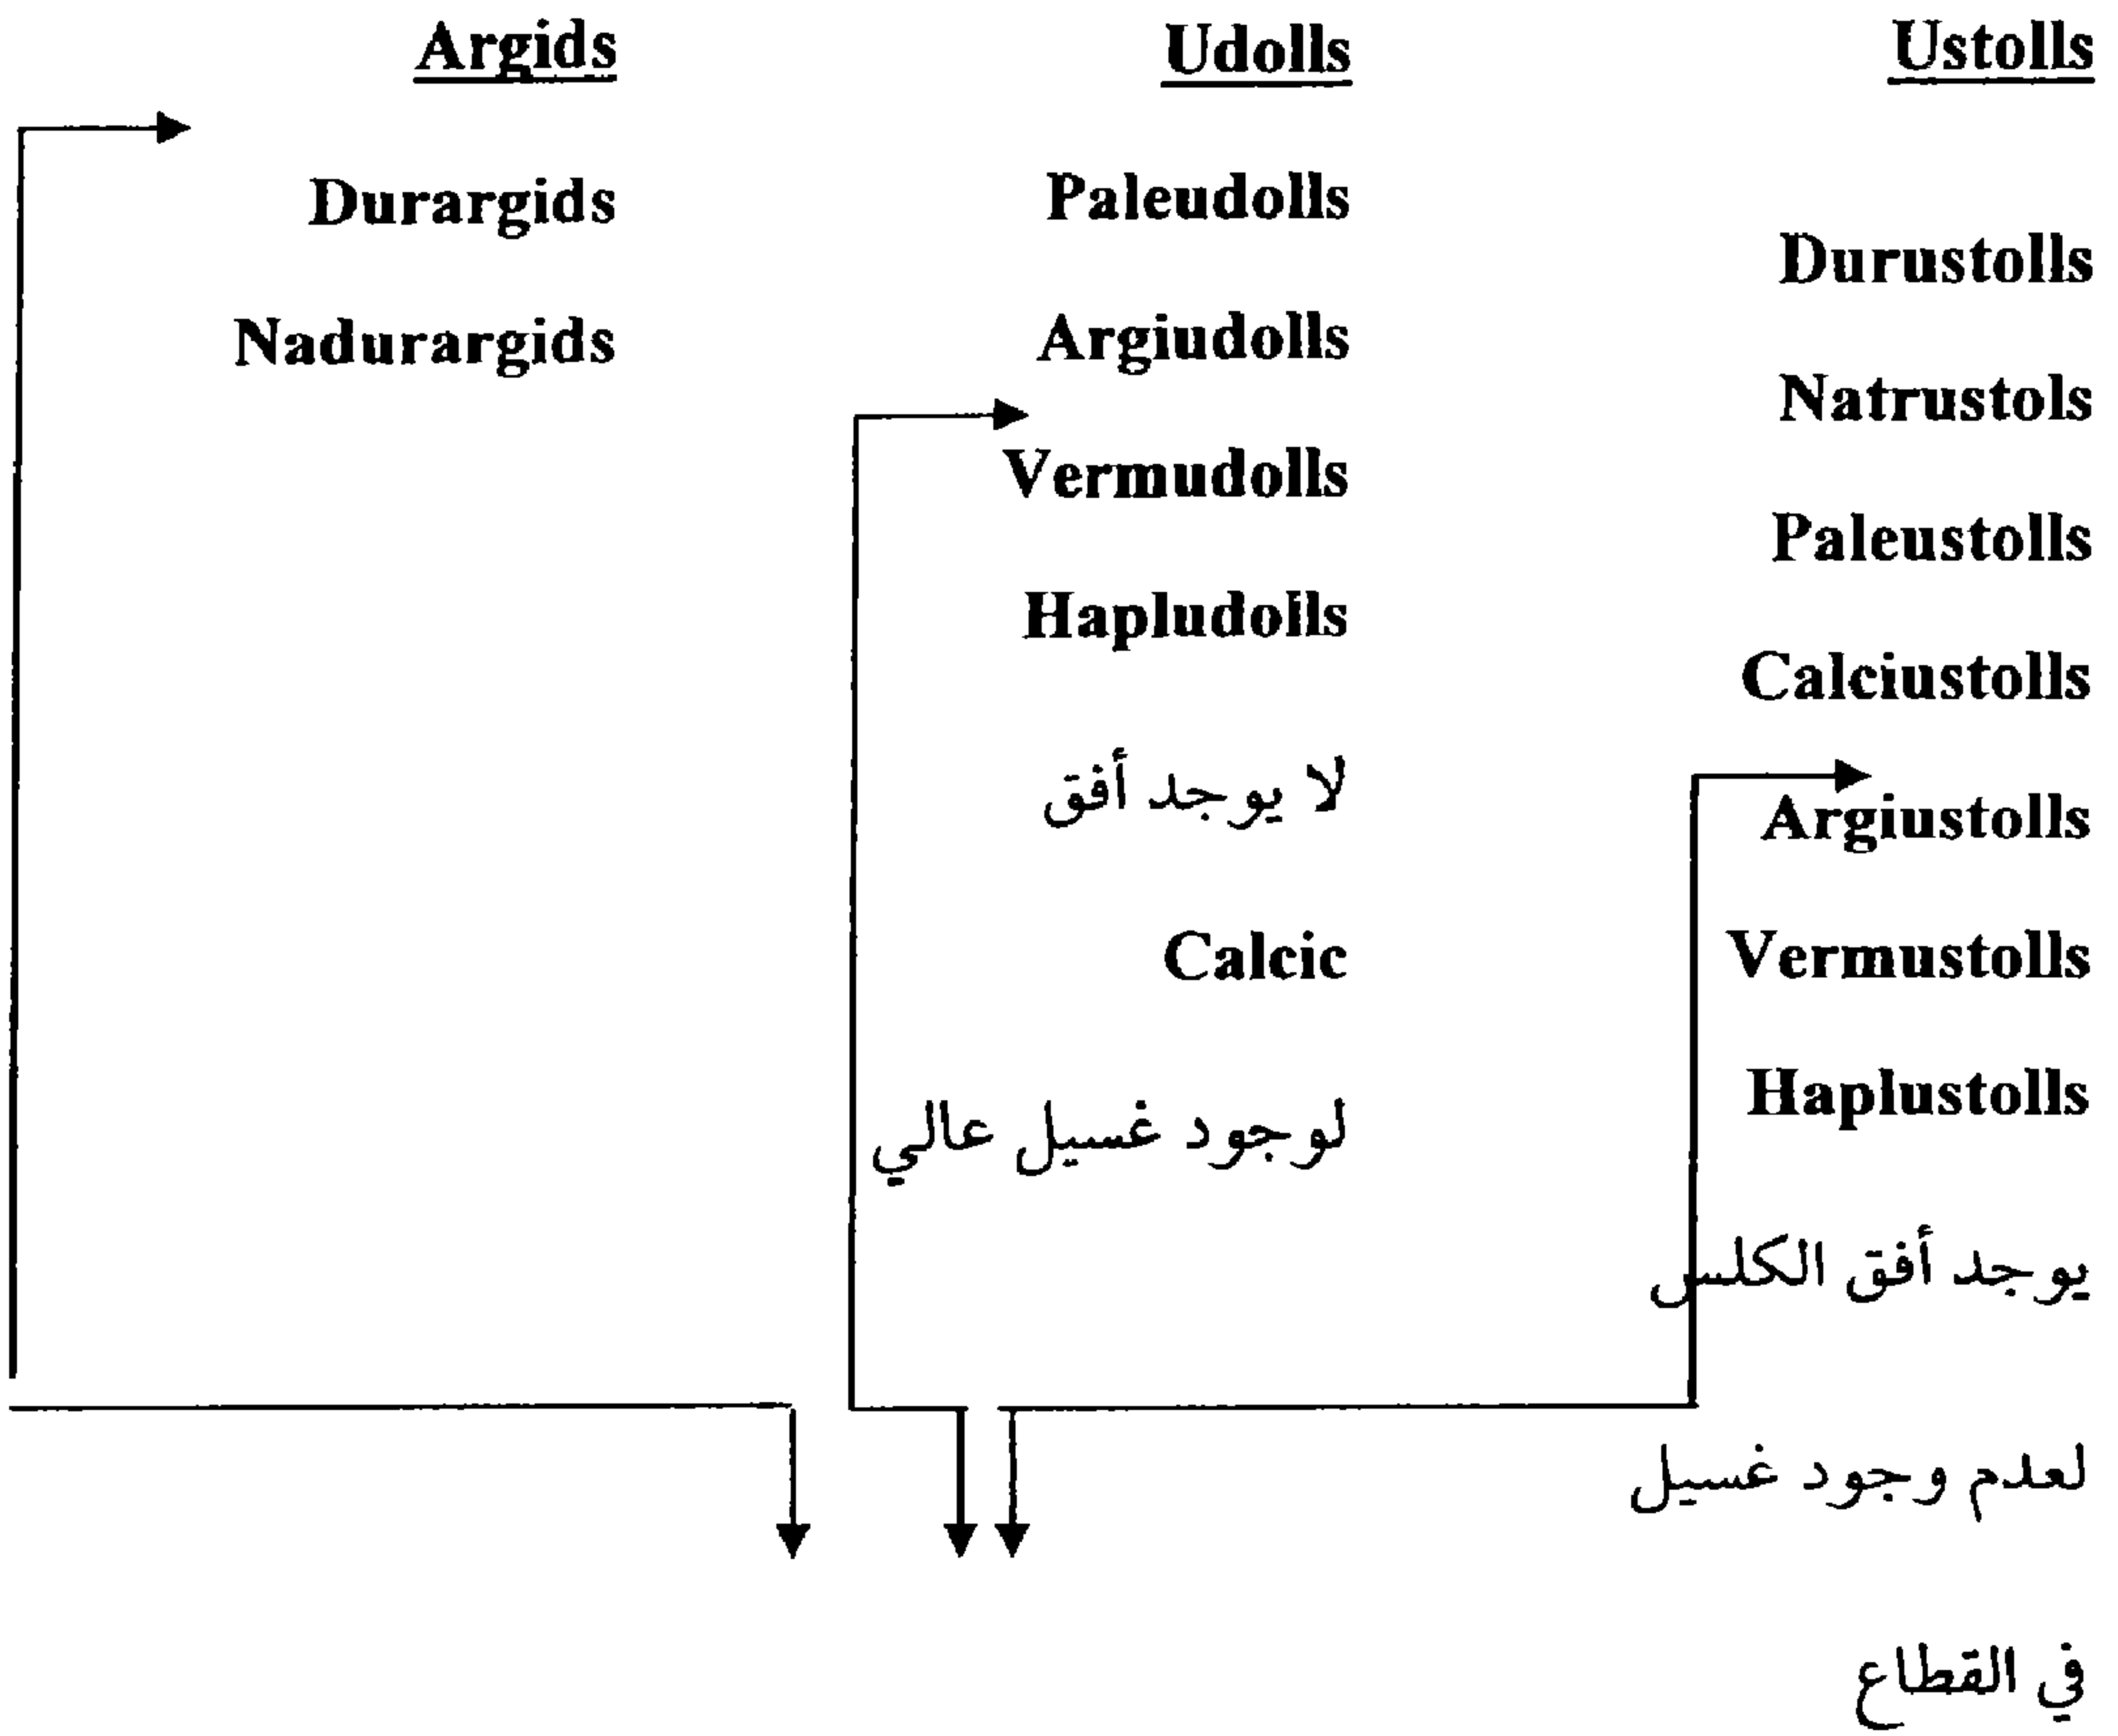 Ustolls
Durustolls
Natrustols
Paleustolls
Calciustolls
Argiustolls
Vermustolls
Haplustolls
يوجد أفق الكلس
لعدم وجود غسيل
في القطاع
Udolls
Paleudolls
Argiudolls
Vermudolls
Hapludolls
لا يوجد أفق
Calcic
لوجود غسيل عالي
Argids
Durargids
Nadurargids